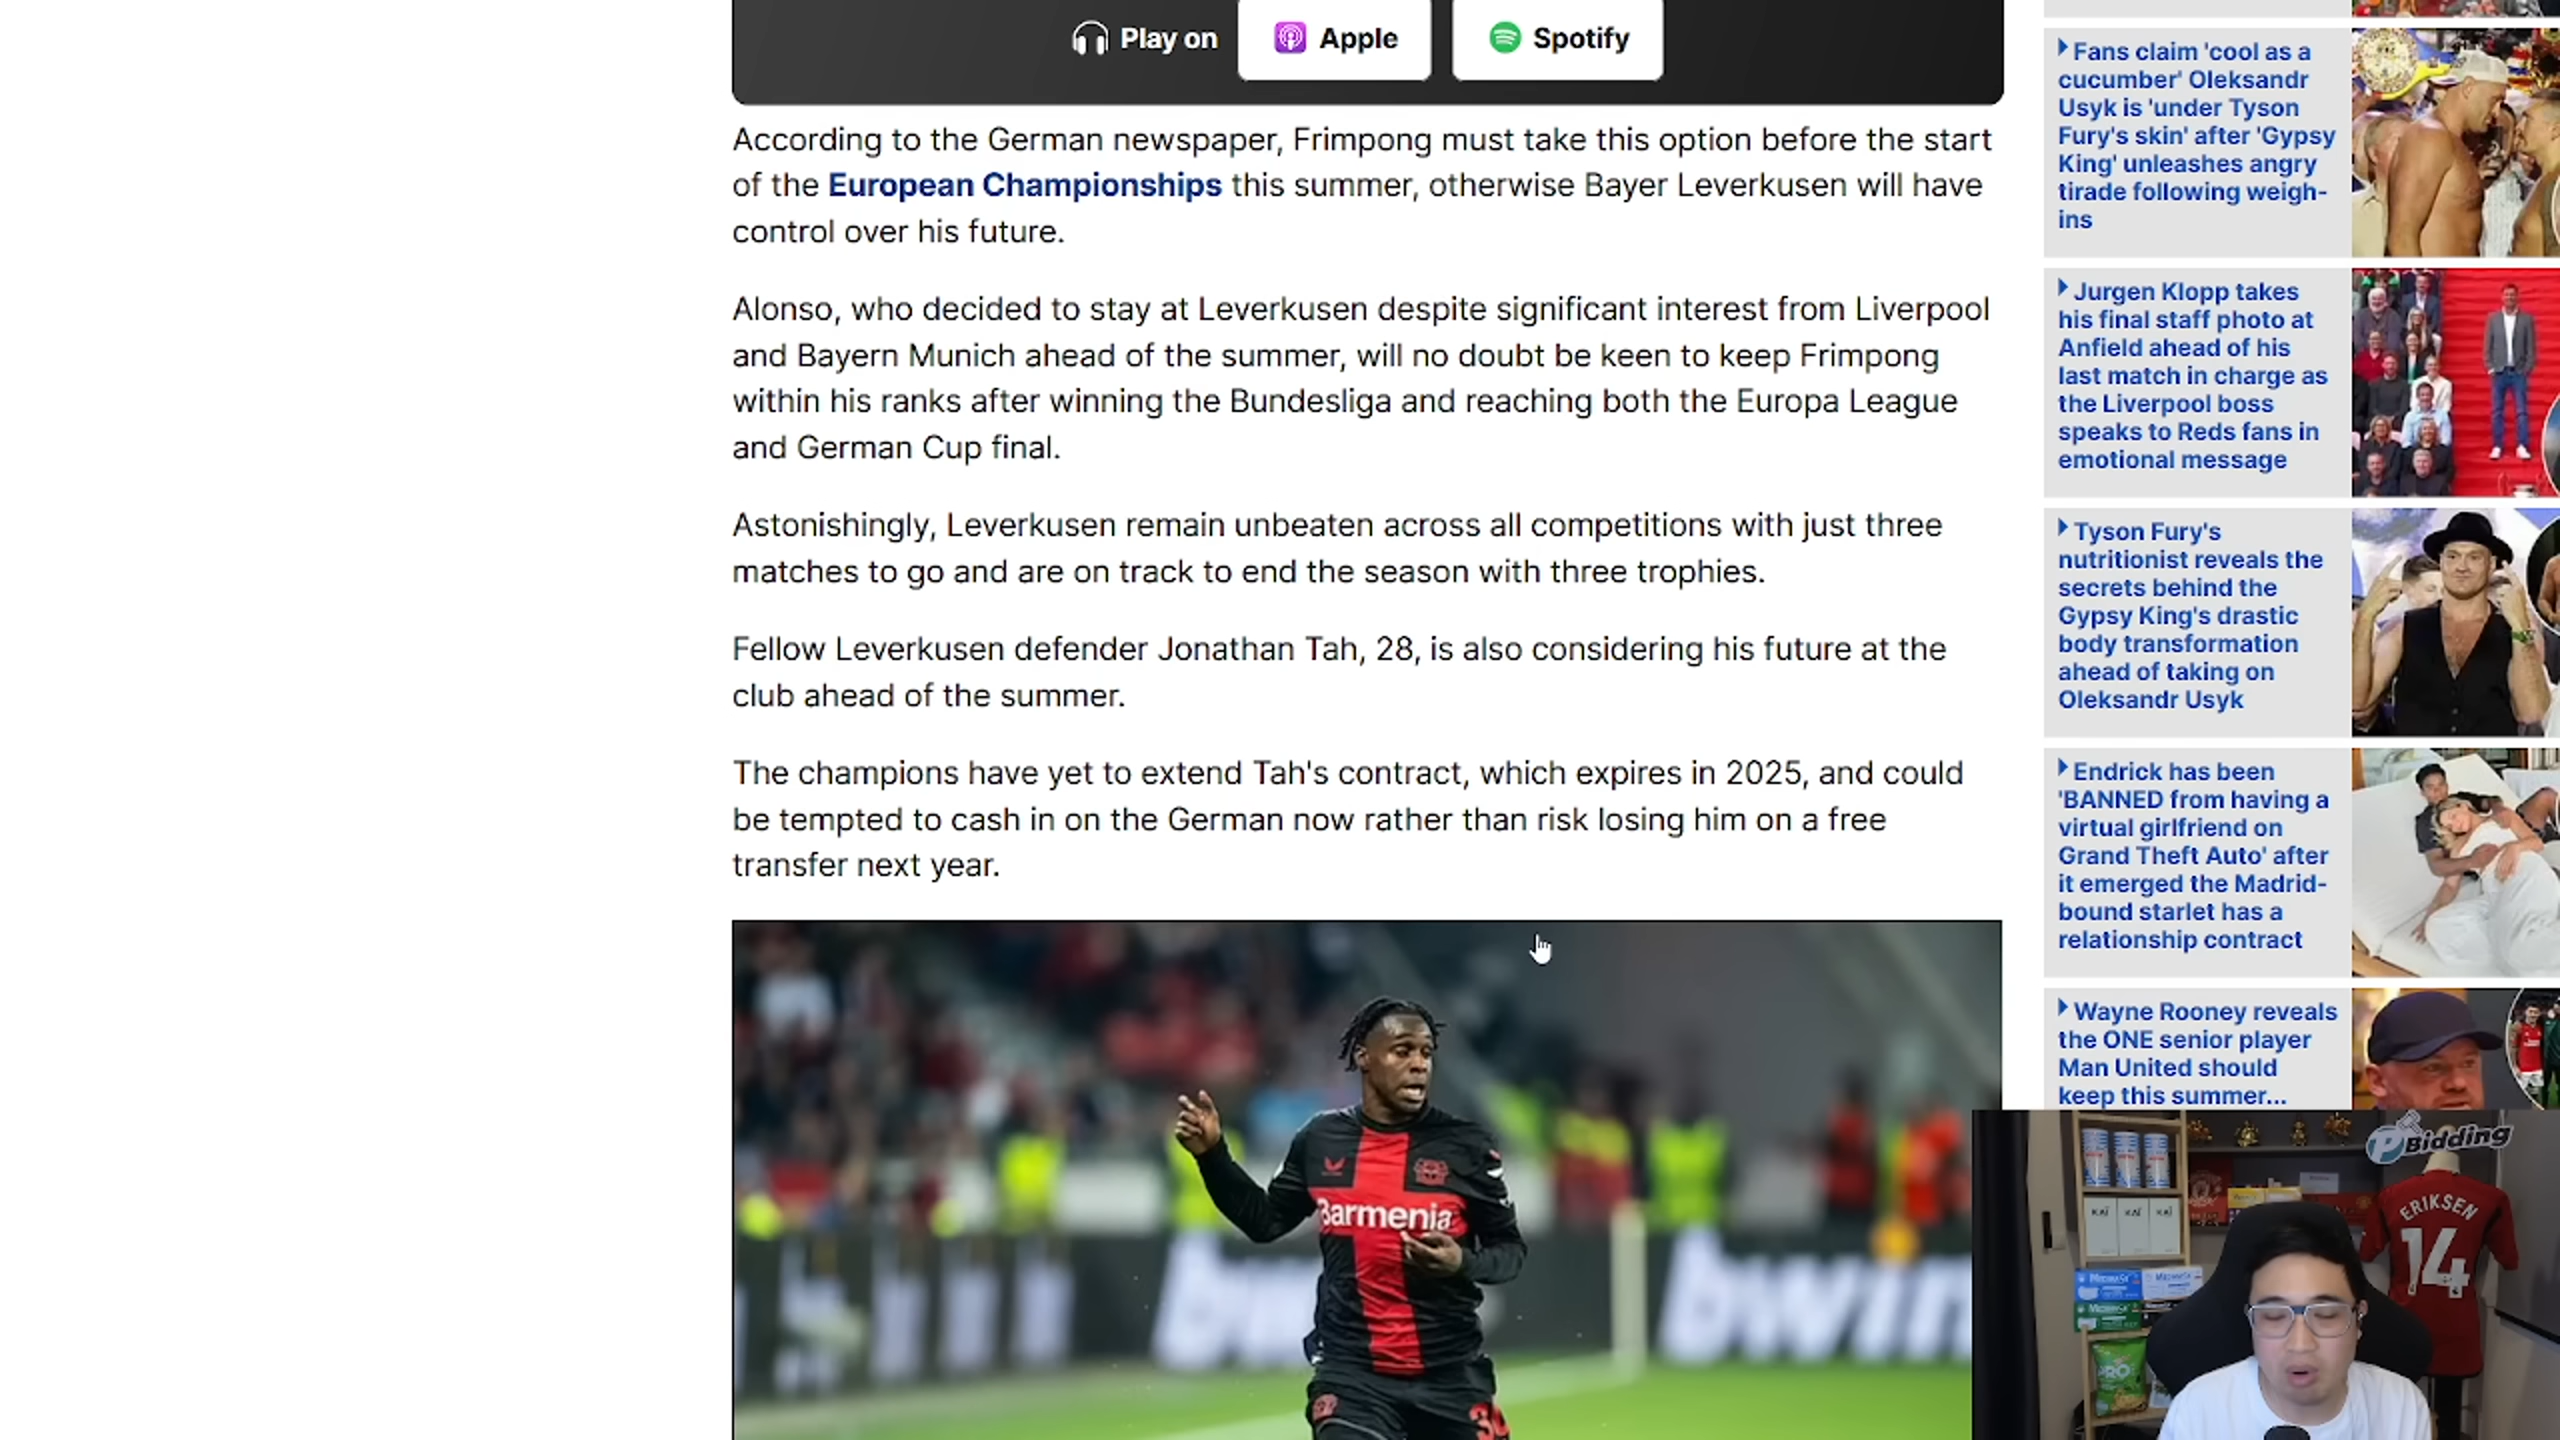 Play on
Apple
Spotify
According to the German newspaper, Frimpong must take this option before the start
of the European Championships this summer, otherwise Bayer Leverkusen will have
control over his future.
Alonso, who decided to stay at Leverkusen despite significant interest from Liverpool
and Bayern Munich ahead of the summer, will no doubt be keen to keep Frimpong
within his ranks after winning the Bundesliga and reaching both the Europa League
and German Cup final.
Astonishingly, Leverkusen remain unbeaten across all competitions with just three
matches to go and are on track to end the season with three trophies.
Fellow Leverkusen defender Jonathan Tah, 28, is also considering his future at the
club ahead of the summer.
The champions have yet to extend Tah's contract, which expires in 2025, and could
be tempted to cash in on the German now rather than risk losing him on a free
transfer next year.
Barmenia
bwin
Fans claim 'cool as a
cucumber' Oleksandr
Usyk is 'under Tyson
Fury's skin' after 'Gypsy
King' unleashes angry
tirade following weigh-
ins
Jurgen Klopp takes
his final staff photo at
Anfield ahead of his
last match in charge as
the Liverpool boss
speaks to Reds fans in
emotional message
Tyson Fury's
nutritionist reveals the
secrets behind the
Gypsy King's drastic
body transformation
ahead of taking on
Oleksandr Usyk
Endrick has been
'BANNED from having a
virtual girlfriend on
Grand Theft Auto' after
it emerged the Madrid-
bound starlet has a
relationship contract
Wayne Rooney reveals
the ONE senior player
Man United should
keep this summer...
Bidding
ERIKSEN
14
KAI KAI KAI